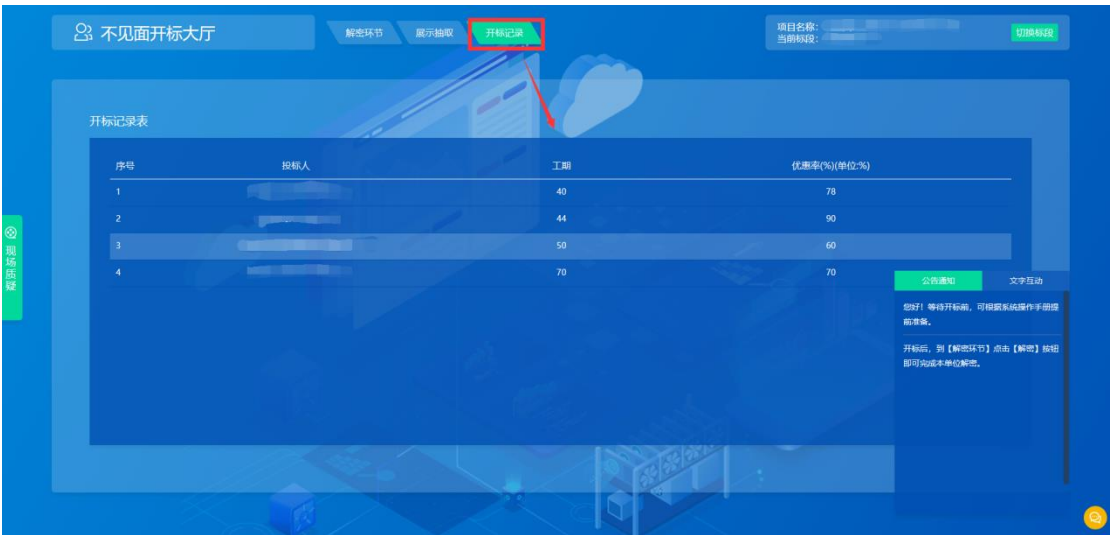 不见面开标大厅
解密环节
展示抽取
开标记录
项目名称:
当前标段:
切换标段
开标记录表
序号 投标人 工期 优惠率(%)(单位:%)
1 40 78
2 44 90
3 50 60
4 70 70
现场质疑
公告通知
文字互动
您好！等待开标前，可根据系统操作手册提
前准备。
开标后，到【解密环节】点击【解密】按钮
即可完成本单位解密。